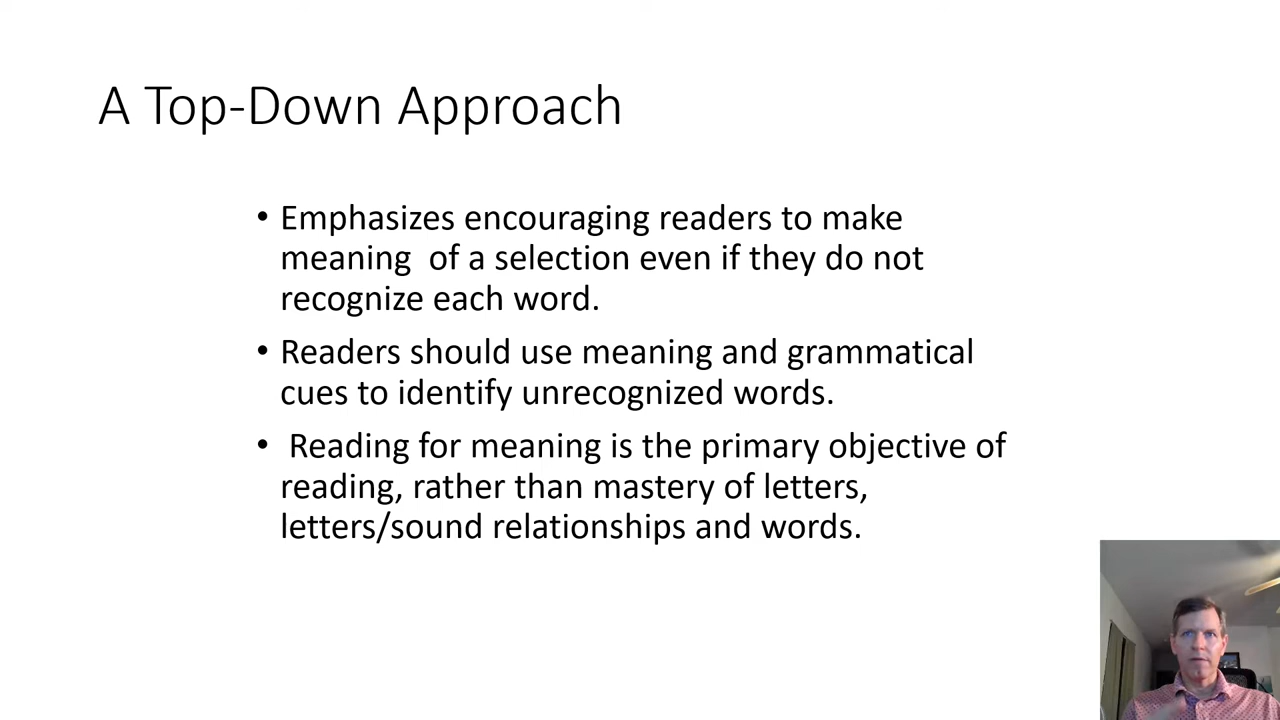 A Top-Down Approach
• Emphasizes encouraging readers to make
meaning  of a selection even if they do not
recognize each word.
• Readers should use meaning and grammatical
cues to identify unrecognized words.
•  Reading for meaning is the primary objective of
reading, rather than mastery of letters,
letters/sound relationships and words.